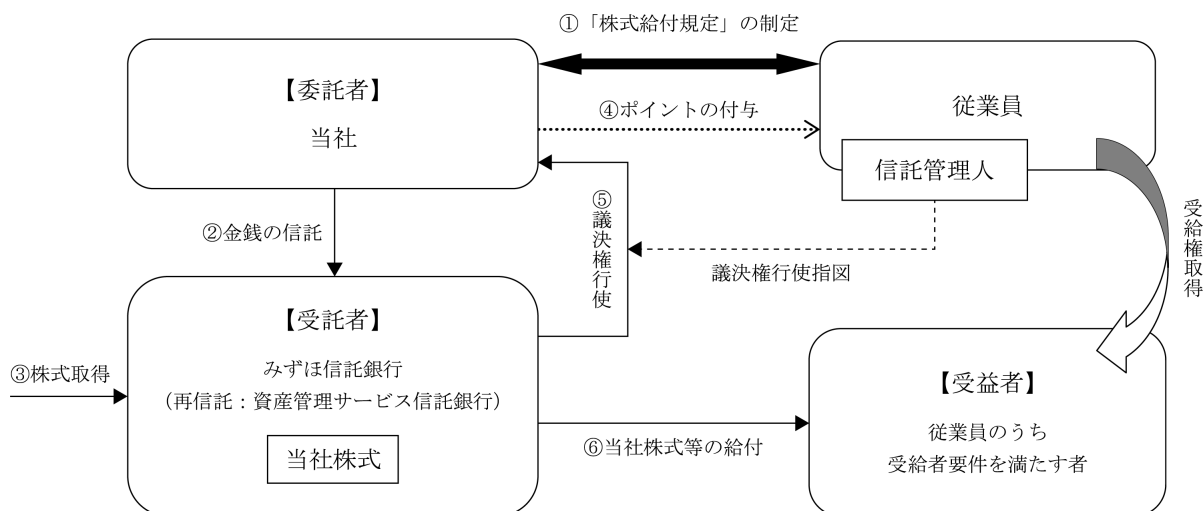 ①「株式給付規定」の制定
【委託者】
当社
④ポイントの付与
従業員
信託管理人
②金銭の信託
⑤議決権行使
議決権行使指図
受給権取得
【受託者】
みずほ信託銀行
（再信託：資産管理サービス信託銀行）
当社株式
③株式取得
⑥当社株式等の給付
【受益者】
従業員のうち
受給者要件を満たす者